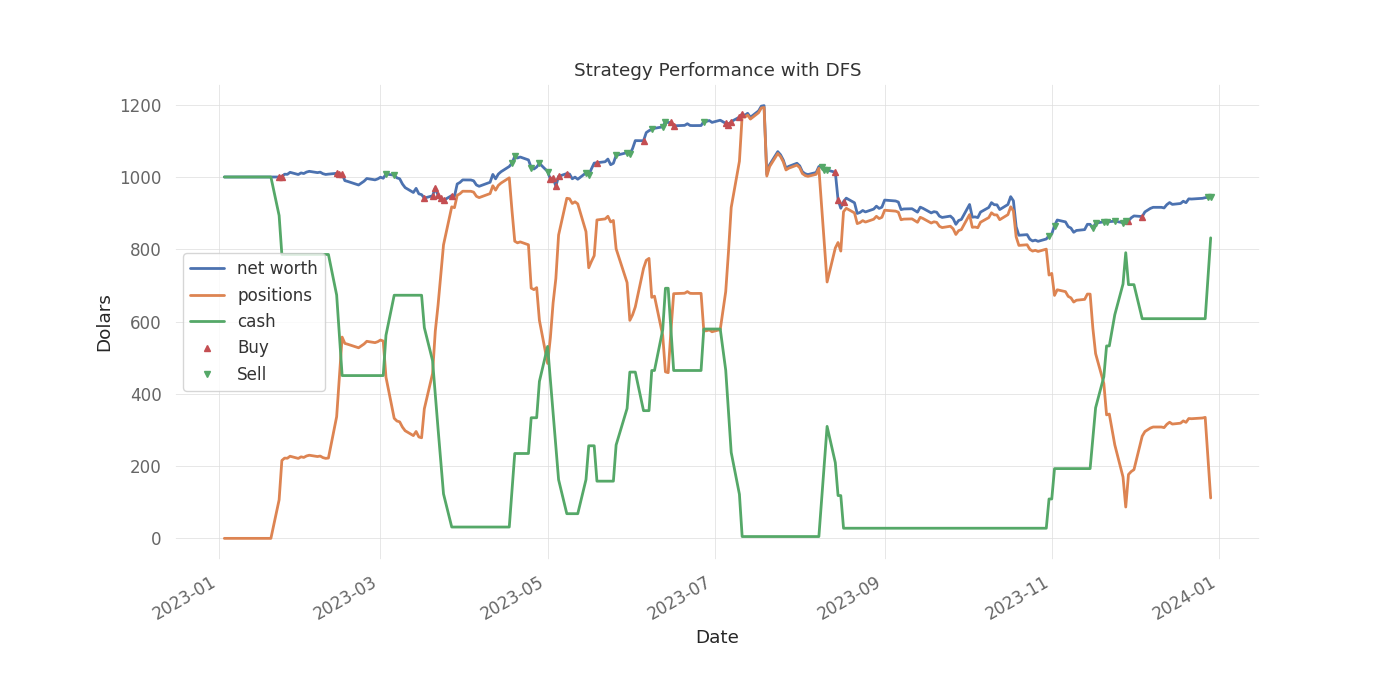 Strategy Performance with DFS
1200
1000
800
600
400
200
0
Dolars
net worth
positions
cash
Buy
Sell
2023-01
2023-03
2023-05
2023-07
2023-09
2023-11
2024-01
Date